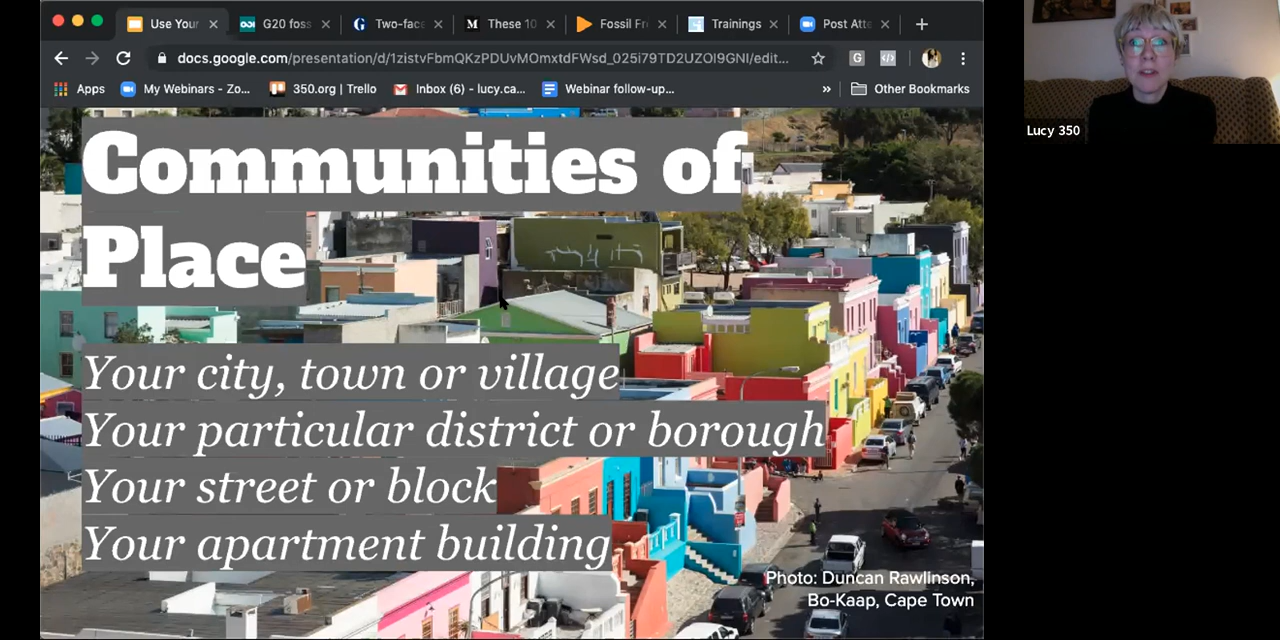 Use Your
G20 foss
Two-face
These 10
Fossil Fr
Trainings
Post Atte
docs.google.com/presentation/d/1zistvFbmQKzPDUvMOmxtdFWsd_025i79TD2UZOl9GNI/edit...
Apps
My Webinars - Zo...
350.org | Trello
Inbox (6) - lucy.ca...
Webinar follow-up...
»
Other Bookmarks
Communities of
Place
Your city, town or village
Your particular district or borough
Your street or block
Your apartment building
Photo: Duncan Rawlinson,
Bo-Kaap, Cape Town
Lucy 350